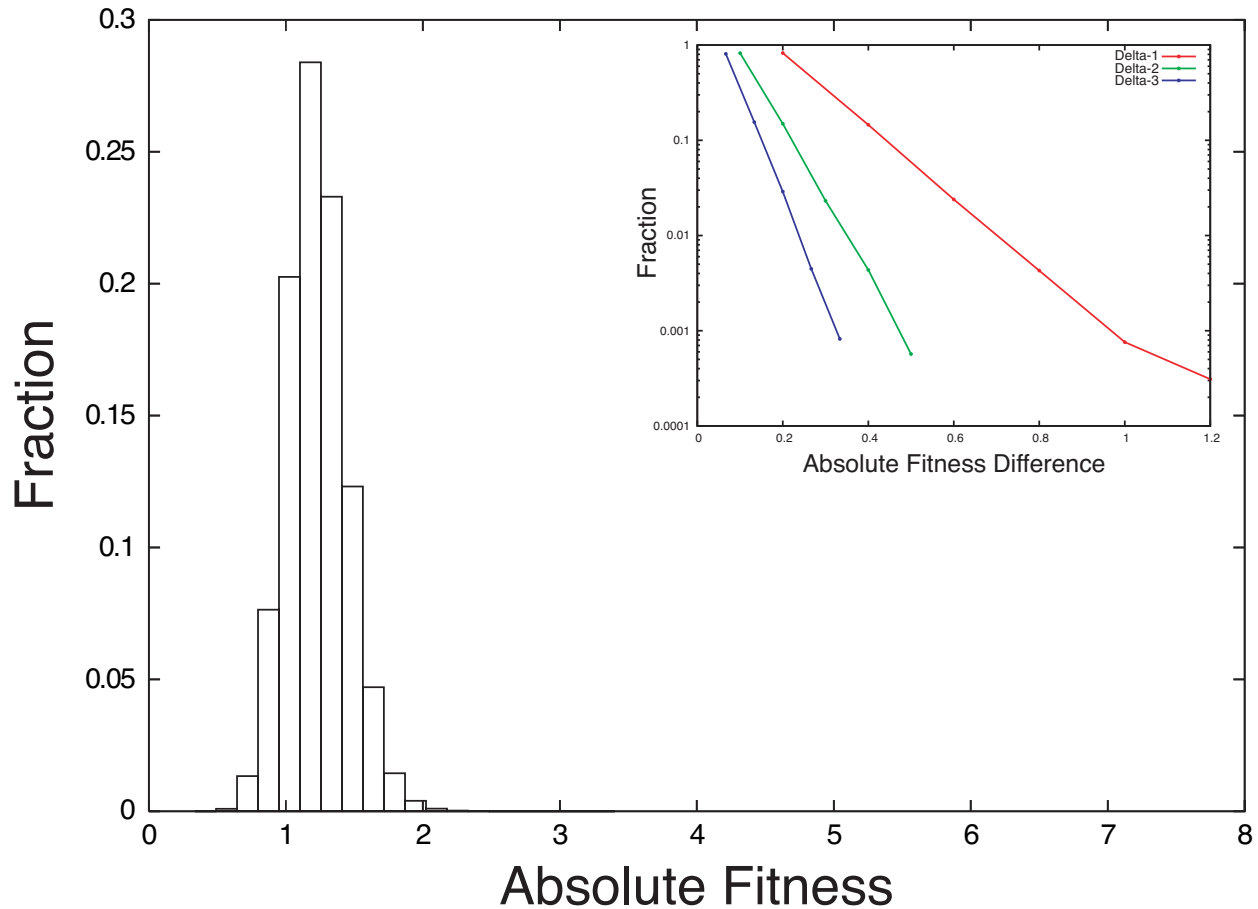 0.3
0.25
0.2
0.15
0.1
0.05
0
Fraction
0 1 2 3 4 5 6 7 8
Absolute Fitness
1
0.1
0.01
0.001
0.0001
Fraction
Delta-1
Delta-2
Delta-3
0 0.2 0.4 0.6 0.8 1 1.2
Absolute Fitness Difference